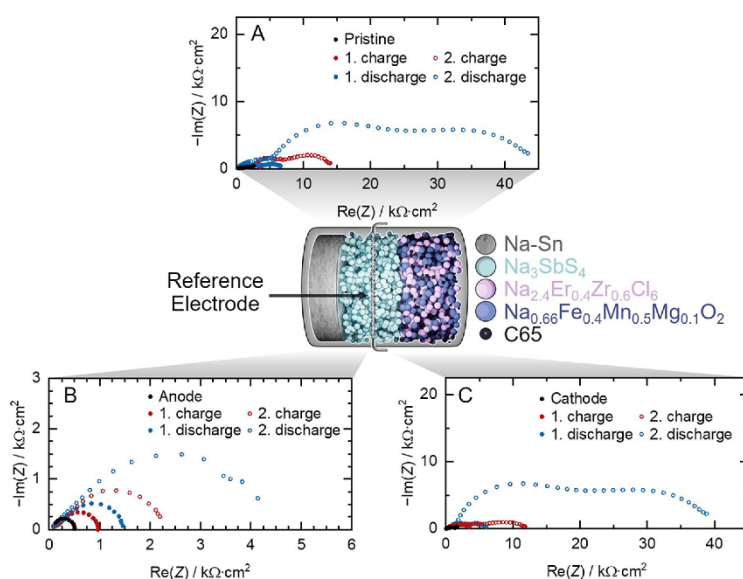 A
Pristine
1. charge
2. charge
1. discharge
2. discharge
−Im(Z) / kΩ·cm²
20
10
0
0 10 20 30 40
Re(Z) / kΩ·cm²
Reference
Electrode
Na-Sn
Na₃SbS₄
Na₂.₄Er₀.₄Zr₀.₆Cl₆
Na₀.₆₆Fe₀.₄Mn₀.₅Mg₀.₁O₂
C65
B
Anode
1. charge
2. charge
1. discharge
2. discharge
−Im(Z) / kΩ·cm²
3
2
1
0
0 1 2 3 4 5 6
Re(Z) / kΩ·cm²
C
Cathode
1. charge
2. charge
1. discharge
2. discharge
−Im(Z) / kΩ·cm²
20
10
0
0 10 20 30 40
Re(Z) / kΩ·cm²